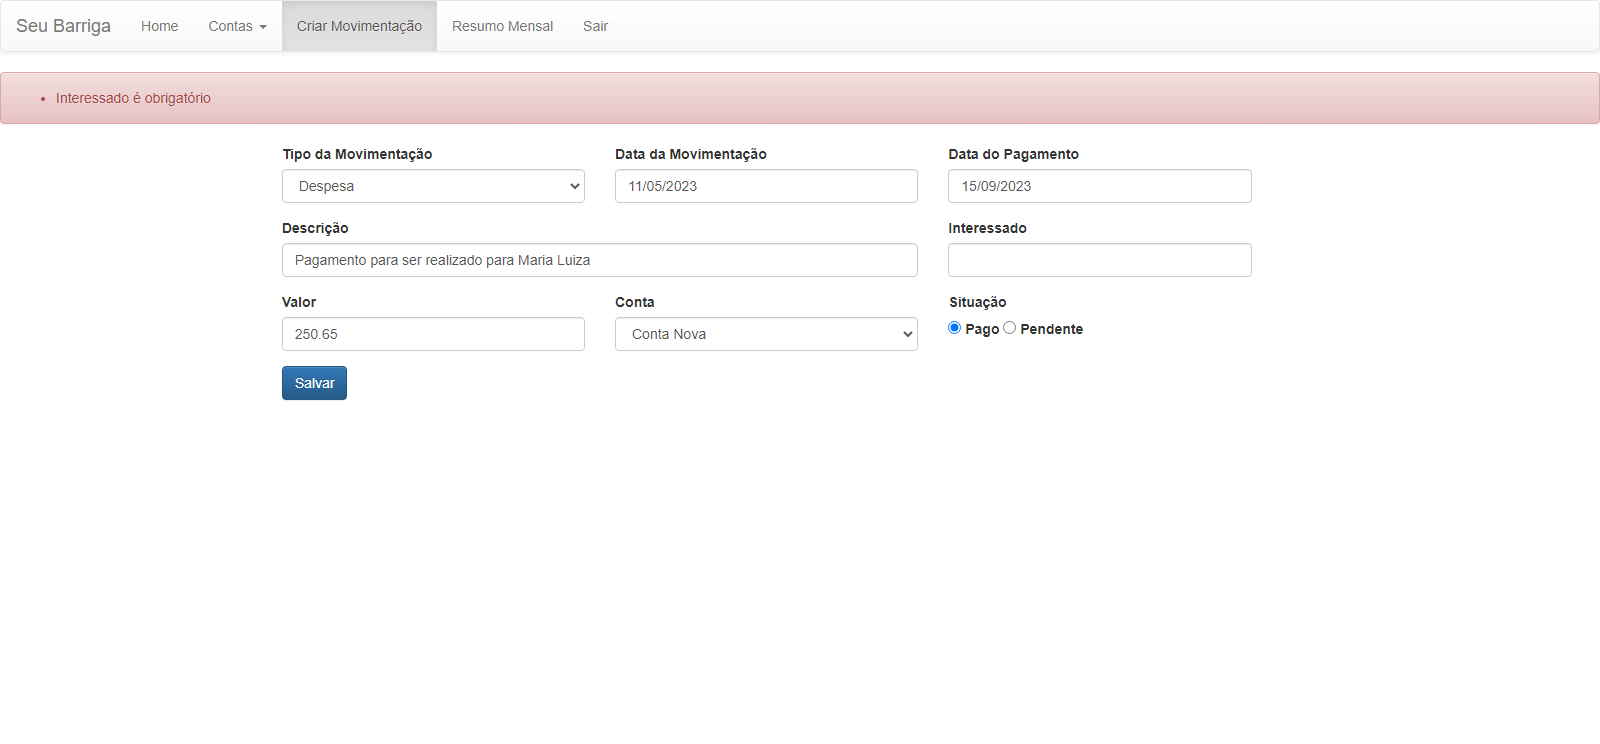 Seu Barriga Home Contas Criar Movimentação Resumo Mensal Sair
Interessado é obrigatório
Tipo da Movimentação Data da Movimentação Data do Pagamento
Despesa 11/05/2023 15/09/2023
Descrição Interessado
Pagamento para ser realizado para Maria Luiza
Valor Conta Situação
250.65 Conta Nova Pago Pendente
Salvar